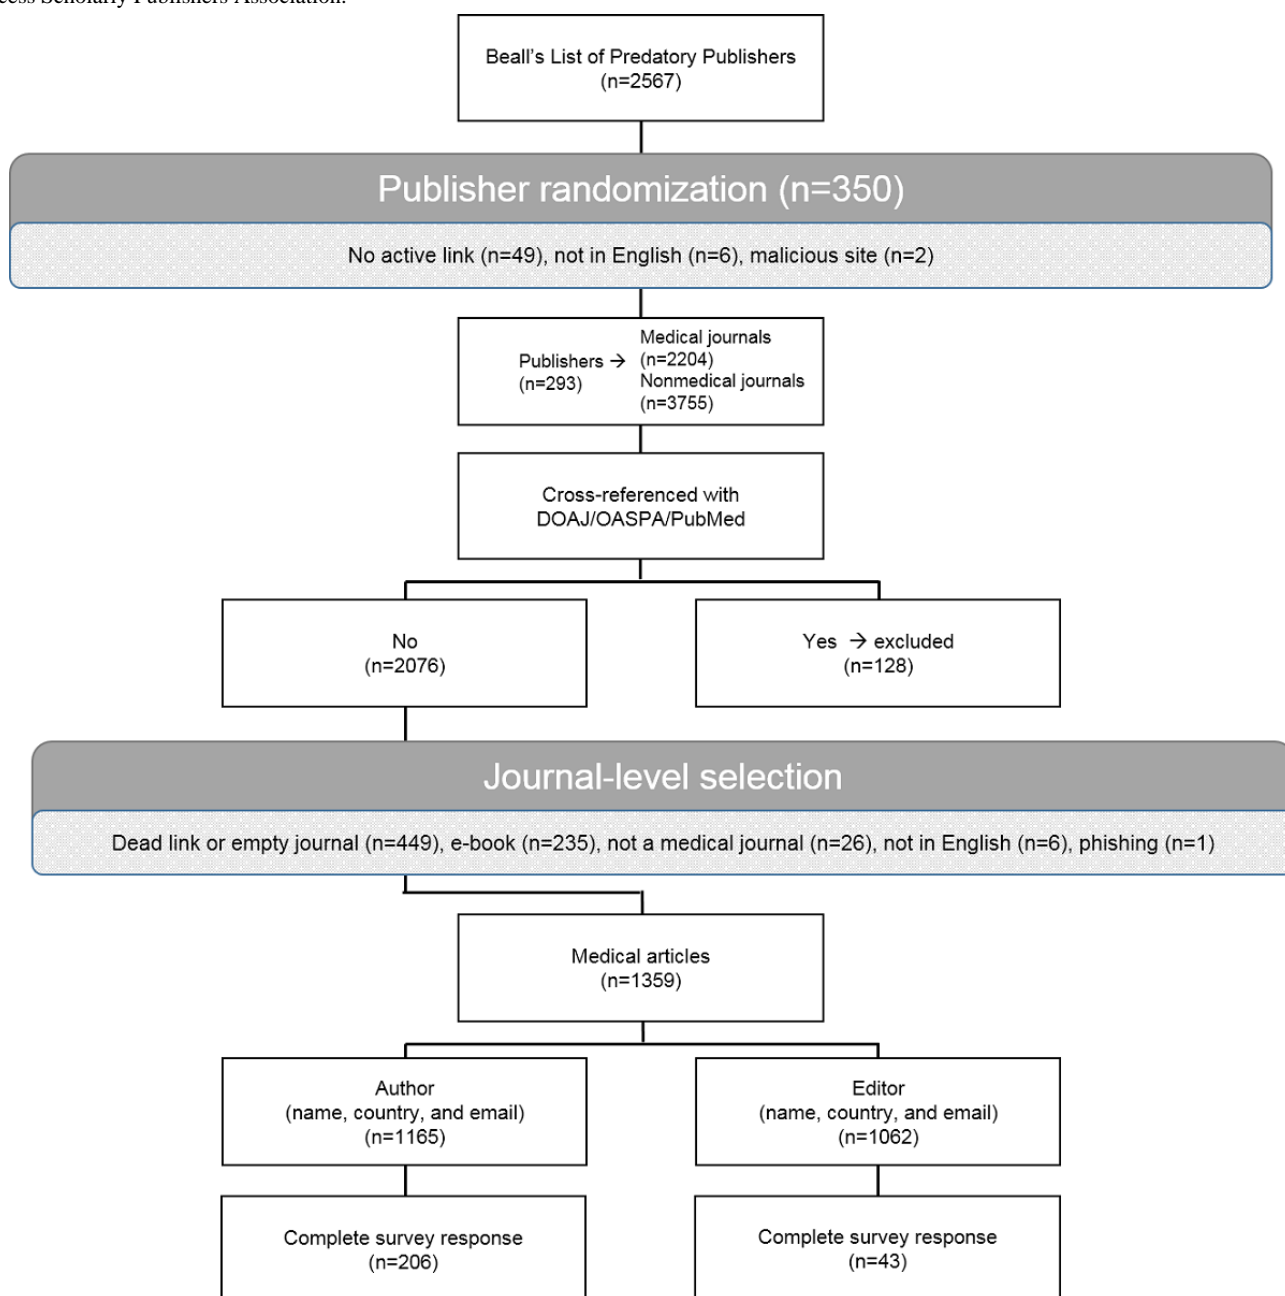 cess Scholarly Publishers Association.
Beall's List of Predatory Publishers
(n=2567)
Publisher randomization (n=350)
No active link (n=49), not in English (n=6), malicious site (n=2)
Publishers →
(n=293)
Medical journals
(n=2204)
Nonmedical journals
(n=3755)
Cross-referenced with
DOAJ/OASPA/PubMed
No
(n=2076)
Yes → excluded
(n=128)
Journal-level selection
Dead link or empty journal (n=449), e-book (n=235), not a medical journal (n=26), not in English (n=6), phishing (n=1)
Medical articles
(n=1359)
Author
(name, country, and email)
(n=1165)
Editor
(name, country, and email)
(n=1062)
Complete survey response
(n=206)
Complete survey response
(n=43)